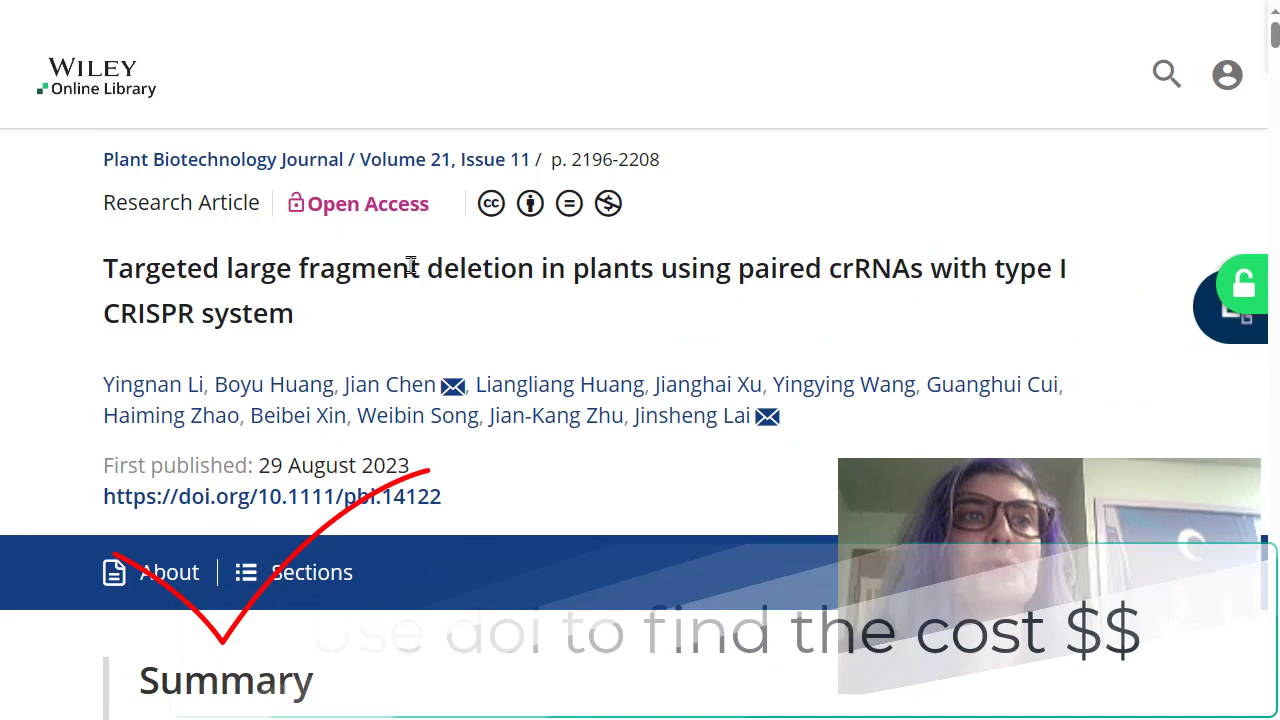 WILEY
Online Library
Plant Biotechnology Journal / Volume 21, Issue 11 / p. 2196-2208
Research Article
Open Access
cc
Targeted large fragment deletion in plants using paired crRNAs with type I
CRISPR system
Yingnan Li, Boyu Huang, Jian Chen, Liangliang Huang, Jianghai Xu, Yingying Wang, Guanghui Cui,
Haiming Zhao, Beibei Xin, Weibin Song, Jian-Kang Zhu, Jinsheng Lai
First published: 29 August 2023
https://doi.org/10.1111/pbi.14122
About
Sections
Use doi to find the cost $$
Summary